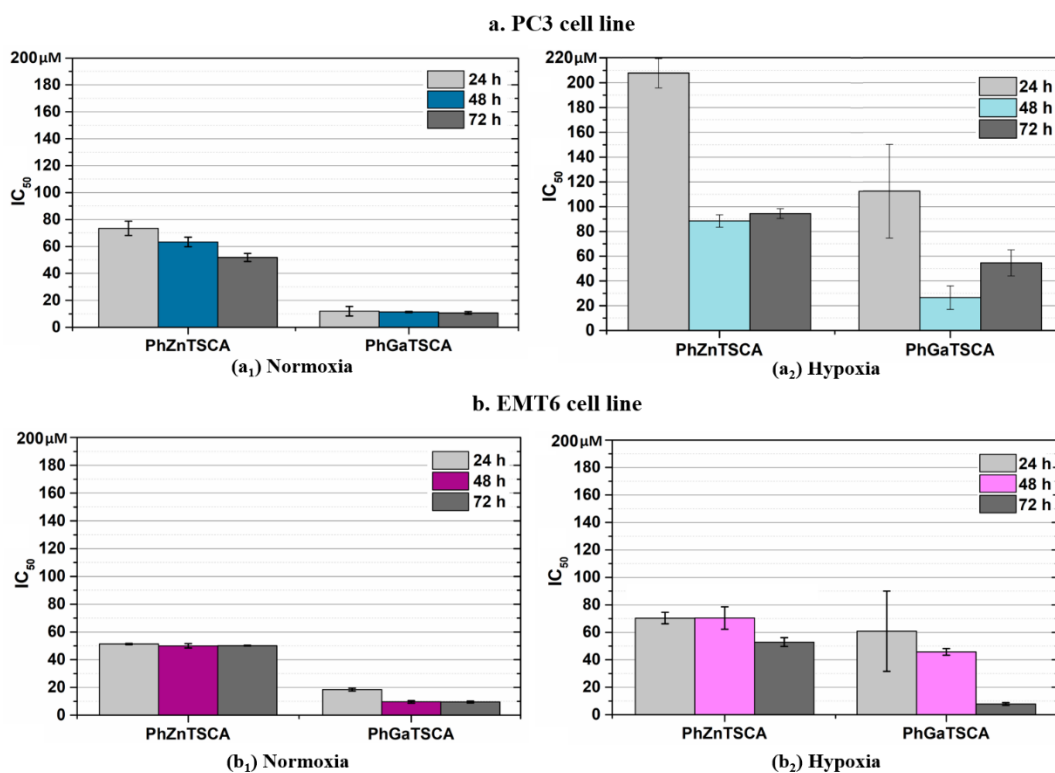 a. PC3 cell line
200μM
180
160
140
120
100
80
60
40
20
0
IC50
24 h
48 h
72 h
PhZnTSCA PhGaTSCA
(a1) Normoxia
220μM
200
180
160
140
120
100
80
60
40
20
0
IC50
24 h
48 h
72 h
PhZnTSCA PhGaTSCA
(a2) Hypoxia
b. EMT6 cell line
200μM
180
160
140
120
100
80
60
40
20
0
IC50
24 h
48 h
72 h
PhZnTSCA PhGaTSCA
(b1) Normoxia
200μM
180
160
140
120
100
80
60
40
20
0
IC50
24 h
48 h
72 h
PhZnTSCA PhGaTSCA
(b2) Hypoxia